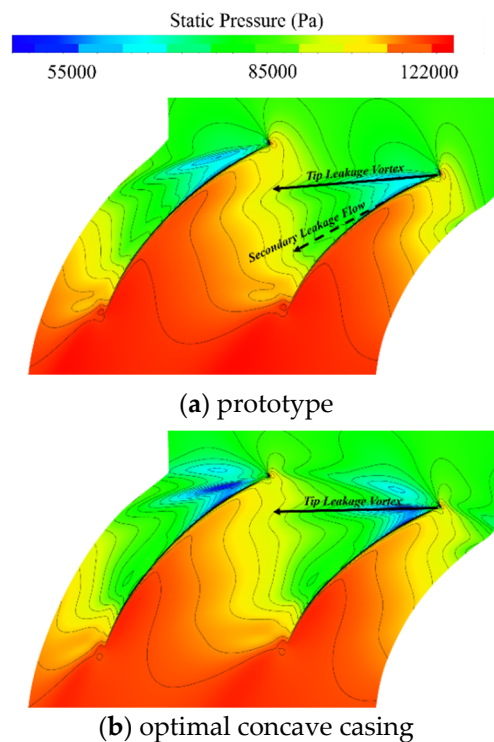 Static Pressure (Pa)
55000 85000 122000
Tip Leakage Vortex
Secondary Leakage Flow
(a) prototype
Tip Leakage Vortex
(b) optimal concave casing